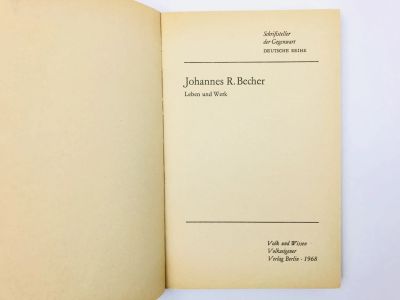 Schriftsteller
der Gegenwart
DEUTSCHE REIHE
Johannes R. Becher
Leben und Werk
Volk und Wissen
Volkseigener
Verlag Berlin · 1968